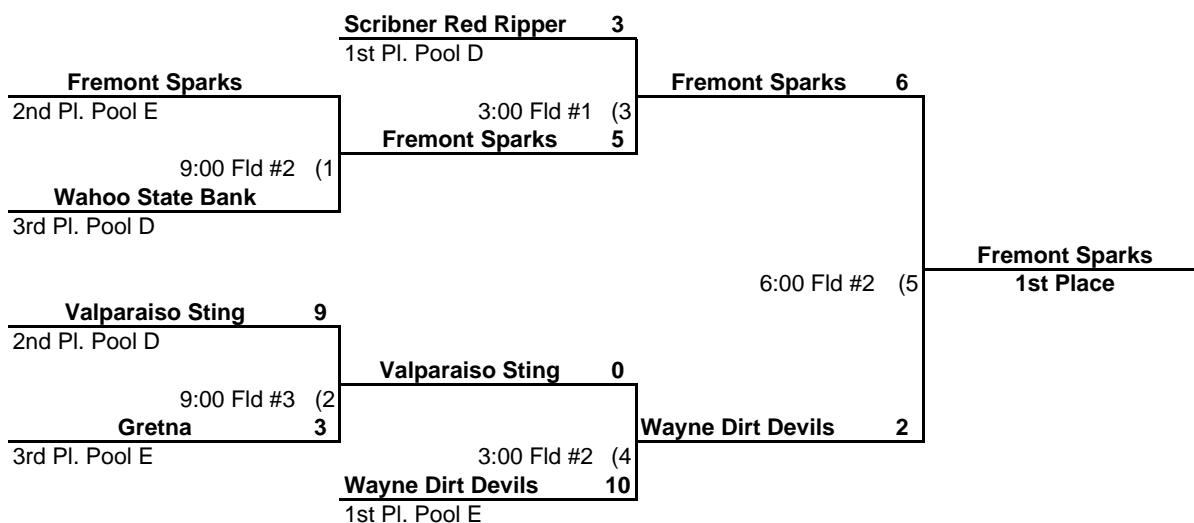 Scribner Red Ripper 3
1st Pl. Pool D
Fremont Sparks
Fremont Sparks 6
2nd Pl. Pool E
3:00 Fld #1 (3
Fremont Sparks 5
9:00 Fld #2 (1
Wahoo State Bank
3rd Pl. Pool D
Fremont Sparks
6:00 Fld #2 (5
1st Place
Valparaiso Sting 9
2nd Pl. Pool D
Valparaiso Sting 0
9:00 Fld #3 (2
Gretna 3
Wayne Dirt Devils 2
3rd Pl. Pool E
3:00 Fld #2 (4
Wayne Dirt Devils 10
1st Pl. Pool E